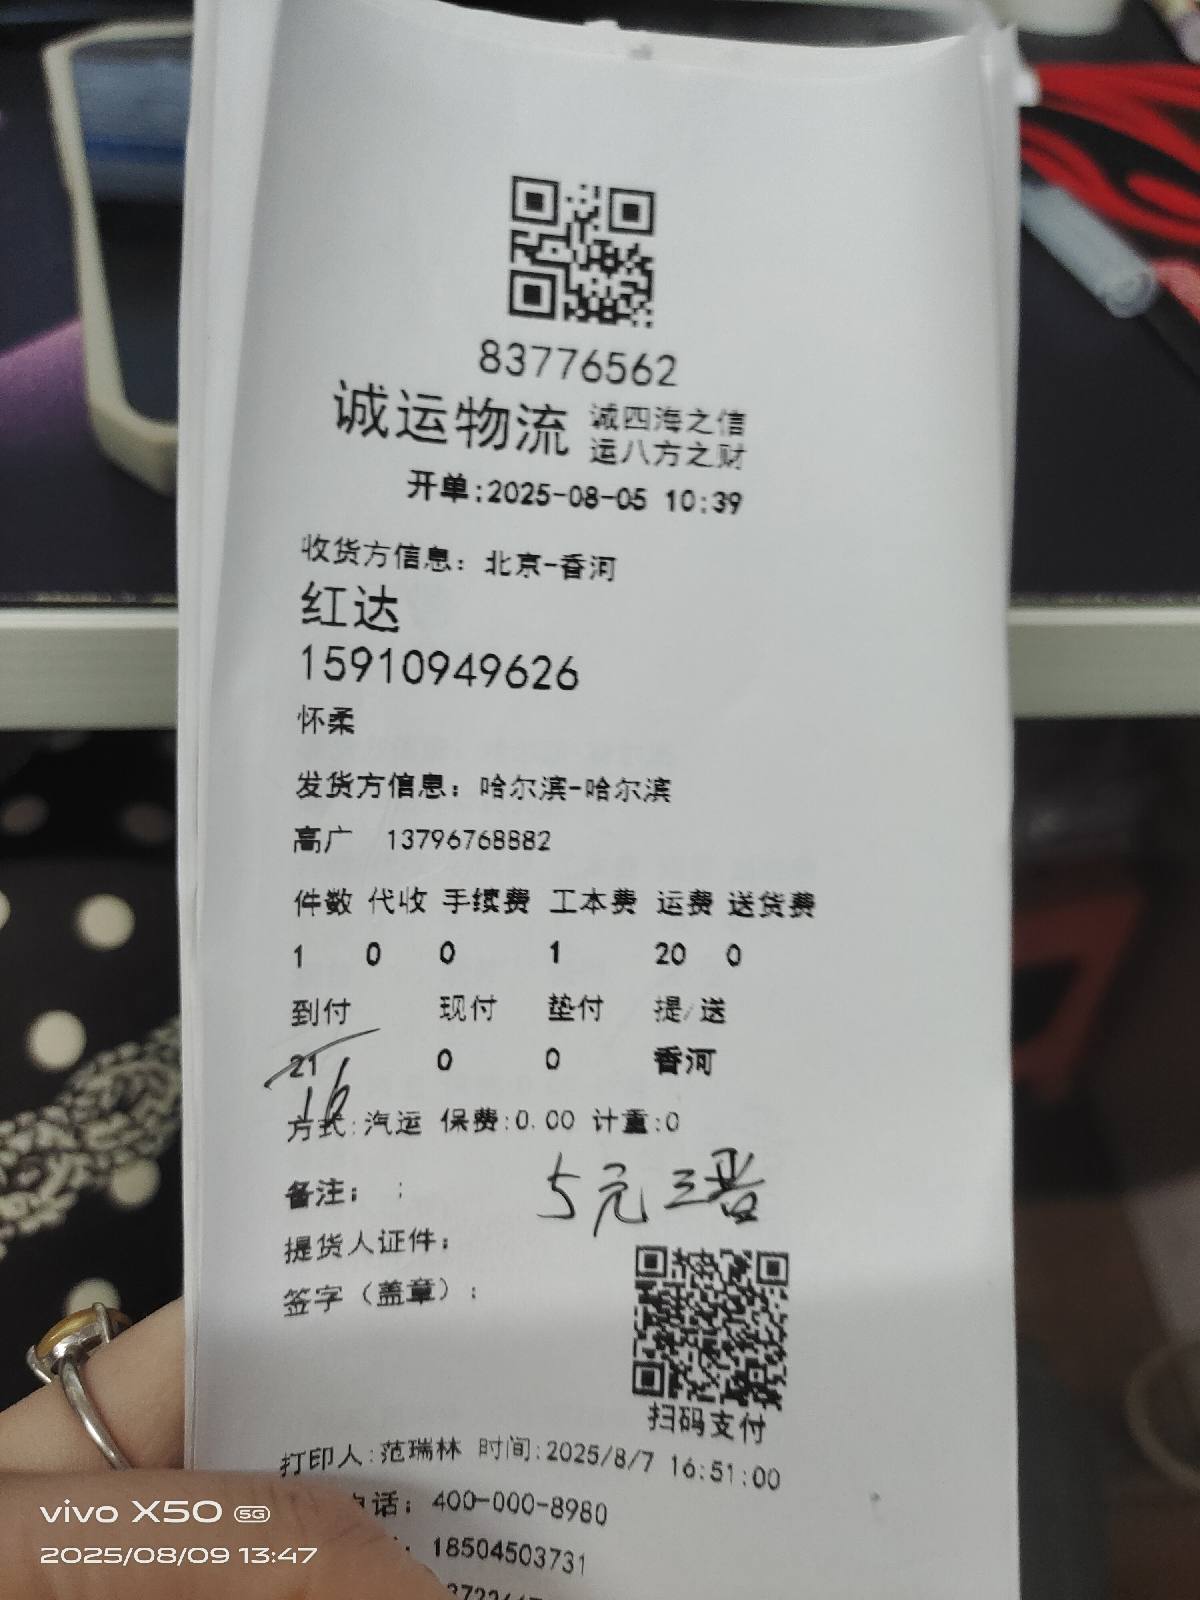 83776562
诚运物流 诚四海之信
运八方之财
开单:2025-08-05 10:39
收货方信息: 北京-香河
红达
15910949626
怀柔
发货方信息: 哈尔滨-哈尔滨
高广 13796768882
件数 代收 手续费 工本费 运费 送货费
1 0 0 1 20 0
到付 现付 垫付 提/送
21 0 0 香河
16
方式:汽运 保费:0.00 计重:0
5元
备注: :
提货人证件:
签字(盖章):
扫码支付
打印人:范瑞林 时间:2025/8/7 16:51:00
电话: 400-000-8980
18504503731
vivo X50 5G
2025/08/09 13:47